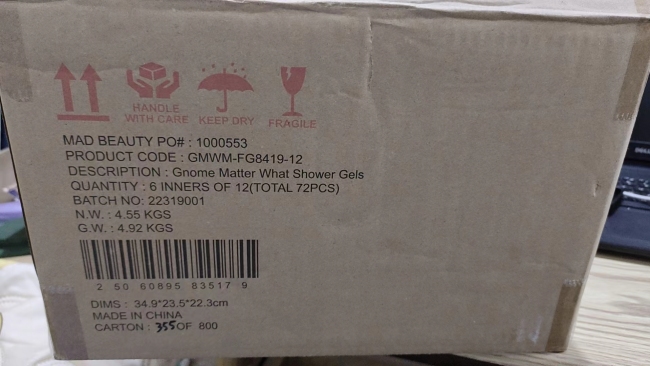 HANDLE
WITH CARE
KEEP DRY
FRAGILE
MAD BEAUTY PO# : 1000553
PRODUCT CODE : GMWM-FG8419-12
DESCRIPTION : Gnome Matter What Shower Gels
QUANTITY : 6 INNERS OF 12(TOTAL 72PCS)
BATCH NO: 22319001
N.W. : 4.55 KGS
G.W. : 4.92 KGS
2 50 60895 83517 9
DIMS : 34.9*23.5*22.3cm
MADE IN CHINA
CARTON : 355 OF 800
DELL